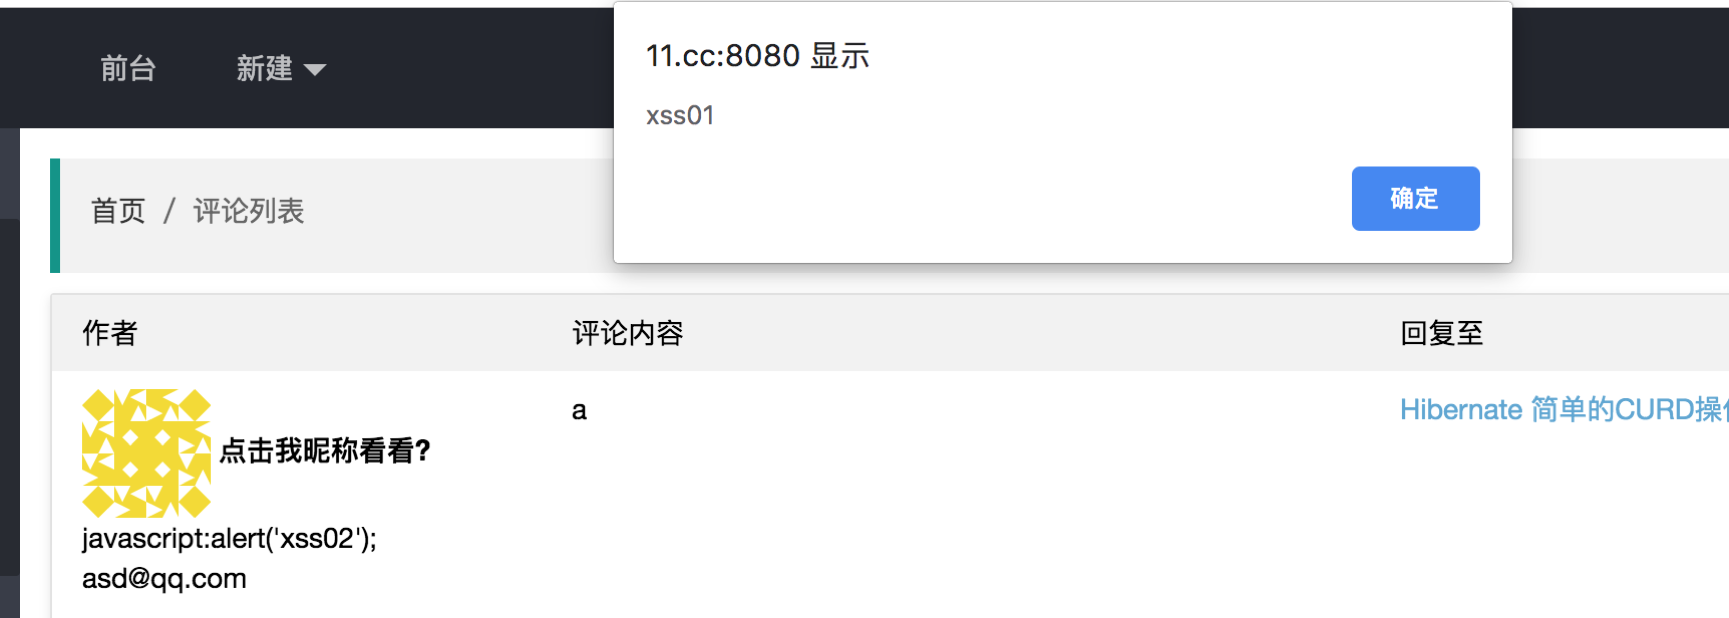 前台 新建
11.cc:8080 显示
xss01
确定
首页 / 评论列表
作者 评论内容 回复至
点击我昵称看看?
a
Hibernate 简单的CURD操
javascript:alert('xss02');
asd@qq.com